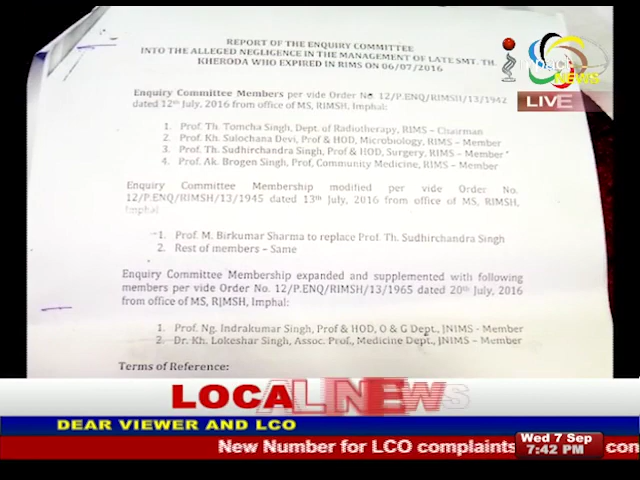 REPORT OF THE ENQUIRY COMMITTEE
INTO THE ALLEGED NEGLIGENCE IN THE MANAGEMENT OF LATE SMT. TH.
KHERODA WHO EXPIRED IN RIMS ON 06/07/2016
IMPACT
NEWS
LIVE
Enquiry Committee Members per vide Order No. 12/P.ENQ/RIMSH/13/1942
dated 12th July, 2016 from office of MS, RIMSH, Imphal:
1. Prof. Th. Tomcha Singh, Dept. of Radiotherapy, RIMS – Chairman
2. Prof. Kh. Sulochana Devi, Prof & HOD, Microbiology, RIMS – Member
3. Prof. Th. Sudhirchandra Singh, Prof & HOD, Surgery, RIMS – Member
4. Prof. Ak. Brogen Singh, Prof, Community Medicine, RIMS – Member
Enquiry Committee Membership modified per vide Order No.
12/P.ENQ/RIMSH/13/1945 dated 13th July, 2016 from office of MS, RIMSH,
Imphal
1. Prof. M. Birkumar Sharma to replace Prof. Th. Sudhirchandra Singh
2. Rest of members – Same
Enquiry Committee Membership expanded and supplemented with following
members per vide Order No. 12/P.ENQ/RIMSH/13/1965 dated 20th July, 2016
from office of MS, RIMSH, Imphal:
1. Prof. Ng. Indrakumar Singh, Prof & HOD, O & G Dept., JNIMS - Member
2. Dr. Kh. Lokeshar Singh, Assoc. Prof., Medicine Dept., JNIMS – Member
Terms of Reference:
LOCAL NEWS
DEAR VIEWER AND LCO
New Number for LCO complaints
Wed 7 Sep
7:42 PM
con